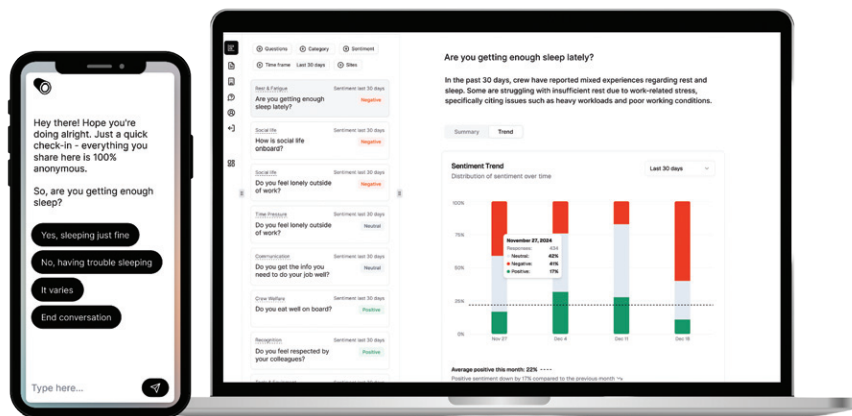 Hey there! Hope you're
doing alright. Just a quick
check-in - everything you
share here is 100%
anonymous.
So, are you getting enough
sleep?
Yes, sleeping just fine
No, having trouble sleeping
It varies
End conversation
Type here...
Questions
Category
Sentiment
Time frame Last 30 days
Sites
Rest & Fatigue Sentiment last 30 days
Are you getting enough
sleep lately?
Negative
Social life Sentiment last 30 days
How is social life
onboard?
Negative
Social life Sentiment last 30 days
Do you feel lonely outside
of work?
Negative
Time Pressure Sentiment last 30 days
Do you feel lonely outside
of work?
Neutral
Communication Sentiment last 30 days
Do you get the info you
need to do your job well?
Neutral
Crew Welfare Sentiment last 30 days
Do you eat well on board?
Positive
Recognition Sentiment last 30 days
Do you feel respected by
your colleagues?
Positive
Are you getting enough sleep lately?
In the past 30 days, crew have reported mixed experiences regarding rest and
sleep. Some are struggling with insufficient rest due to work-related stress,
specifically citing issues such as heavy workloads and poor working conditions.
Summary Trend
Sentiment Trend
Distribution of sentiment over time
Last 30 days
100%
75%
50%
25%
0%
November 27, 2024
Responses: 434
Neutral: 42%
Negative: 41%
Positive: 17%
Nov 27 Dec 4 Dec 11 Dec 18
Average positive this month: 22% ----
Positive sentiment down by 17% compared to the previous month